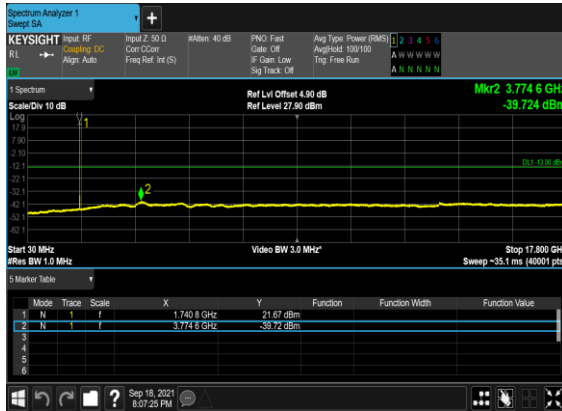 Spectrum Analyzer 1
Swept SA
+
KEYSIGHT Input: RF Input Z: 50 Ω #Atten: 40 dB PNO: Fast Avg Type: Power (RMS) 1 2 3 4 5 6
RL Coupling: DC Corr CCorr Gate: Off Avg|Hold: 100/100 A W W W W W
Align: Auto Freq Ref: Int (S) IF Gain: Low Trig: Free Run
Sig Track: Off A N N N N N
1 Spectrum Ref Lvl Offset 4.90 dB Mkr2 3.774 6 GHz
Scale/Div 10 dB Ref Level 27.90 dBm -39.724 dBm
Log
17.9 1
7.90
-2.10
-12.1 DL1 -13.00 dBm
-22.1
-32.1 2
-42.1
-52.1
-62.1
Start 30 MHz Video BW 3.0 MHz* Stop 17.800 GHz
#Res BW 1.0 MHz Sweep ~35.1 ms (40001 pts)
5 Marker Table
Mode Trace Scale X Y Function Function Width Function Value
1 N 1 f 1.740 8 GHz 21.67 dBm
2 N 1 f 3.774 6 GHz -39.72 dBm
3
4
5
6
? Sep 18, 2021
8:07:25 PM